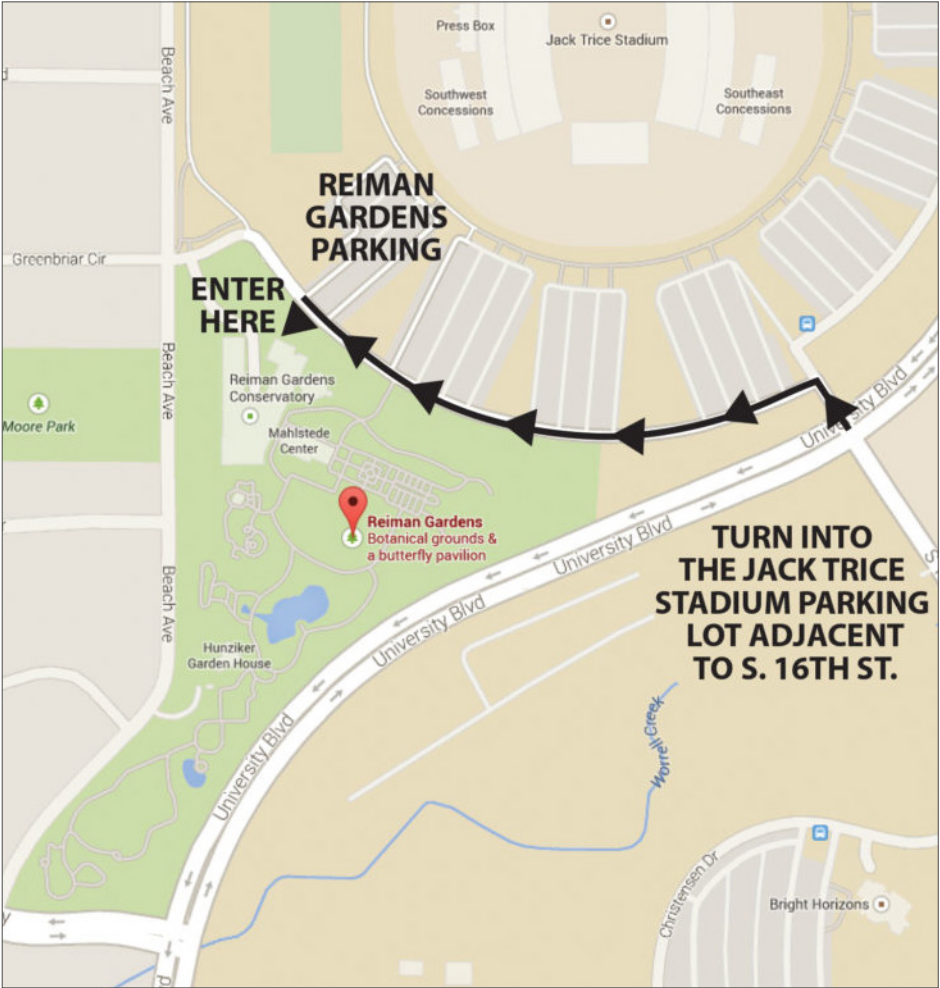 Press Box
Jack Trice Stadium
Beach Ave
Southwest
Concessions
Southeast
Concessions
REIMAN
GARDENS
PARKING
Greenbriar Cir
ENTER
HERE
Beach Ave
Reiman Gardens
Conservatory
University Blvd
Moore Park
Mahlstede
Center
Reiman Gardens
Botanical grounds &
a butterfly pavilion
University Blvd
TURN INTO
THE JACK TRICE
STADIUM PARKING
LOT ADJACENT
TO S. 16TH ST.
Beach Ave
University Blvd
Hunziker
Garden House
University Blvd
Worrell Creek
Christensen Dr
Bright Horizons